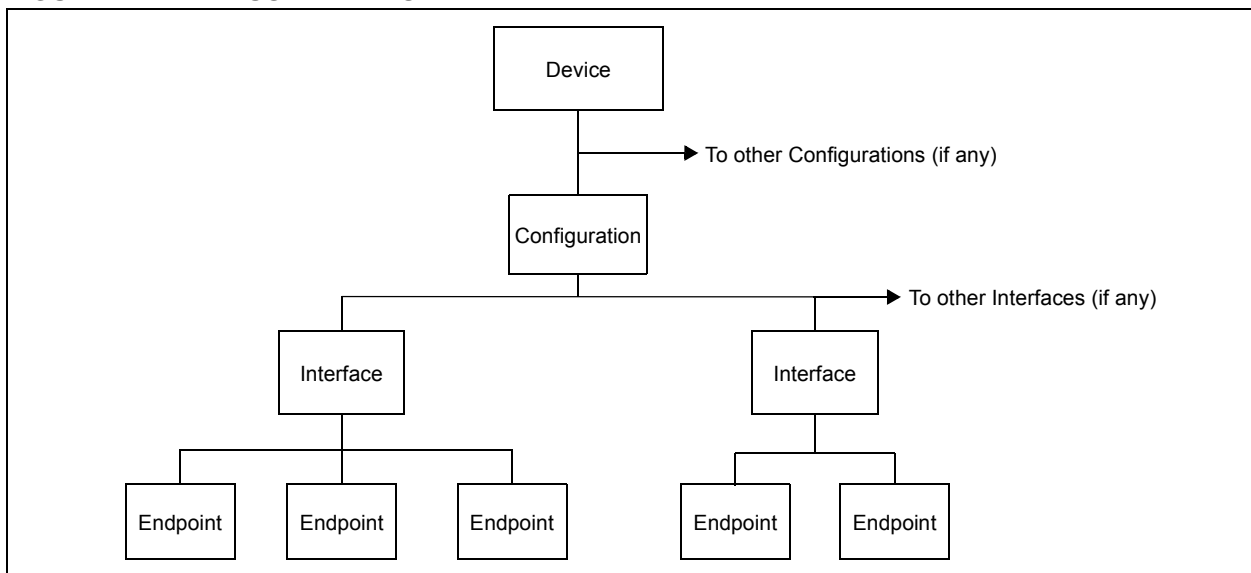 Device
To other Configurations (if any)
Configuration
To other Interfaces (if any)
Interface
Interface
Endpoint
Endpoint
Endpoint
Endpoint
Endpoint